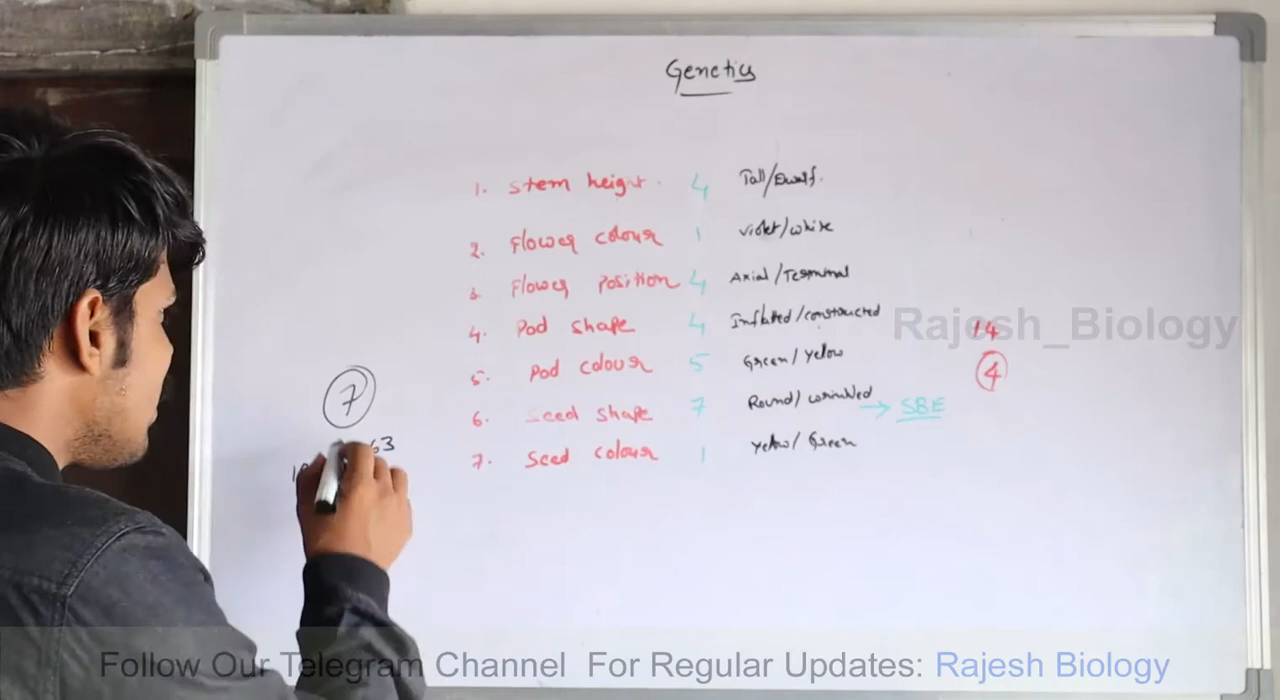 Genetics
1. Stem height. 4 Tall/Dwarf.
2. Flower colour 1 violet/white
3. Flower position 4 Axial/Terminal
4. Pod shape 4 Inflated/constructed
Rajesh_Biology
14
5. Pod colour 5 Green/Yellow
4
7
6. Seed shape 7 Round/wrinkled → SBE
63
7. Seed colour 1 Yellow/Green
Follow Our Telegram Channel For Regular Updates: Rajesh Biology